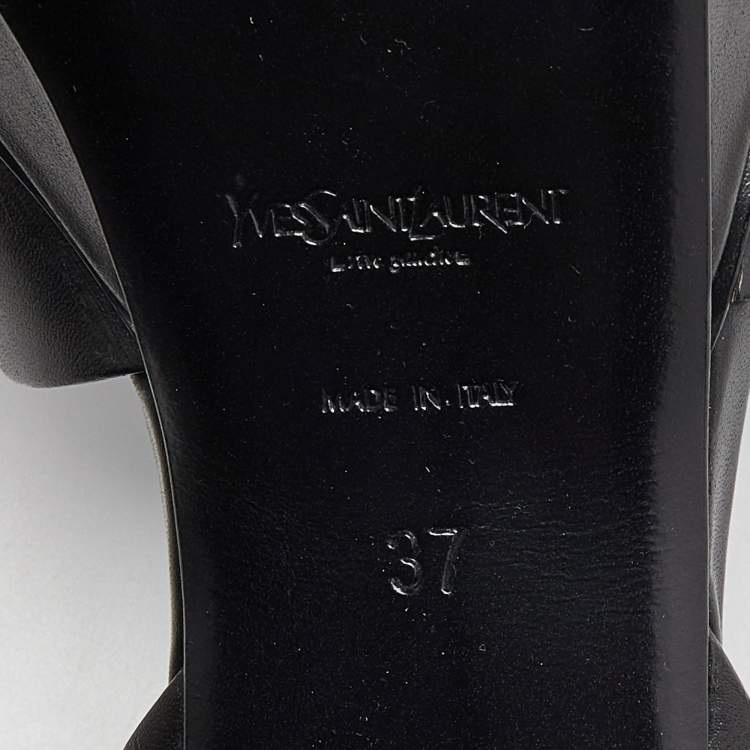 YVESSAINTLAURENT
rive gauche
MADE IN ITALY
37